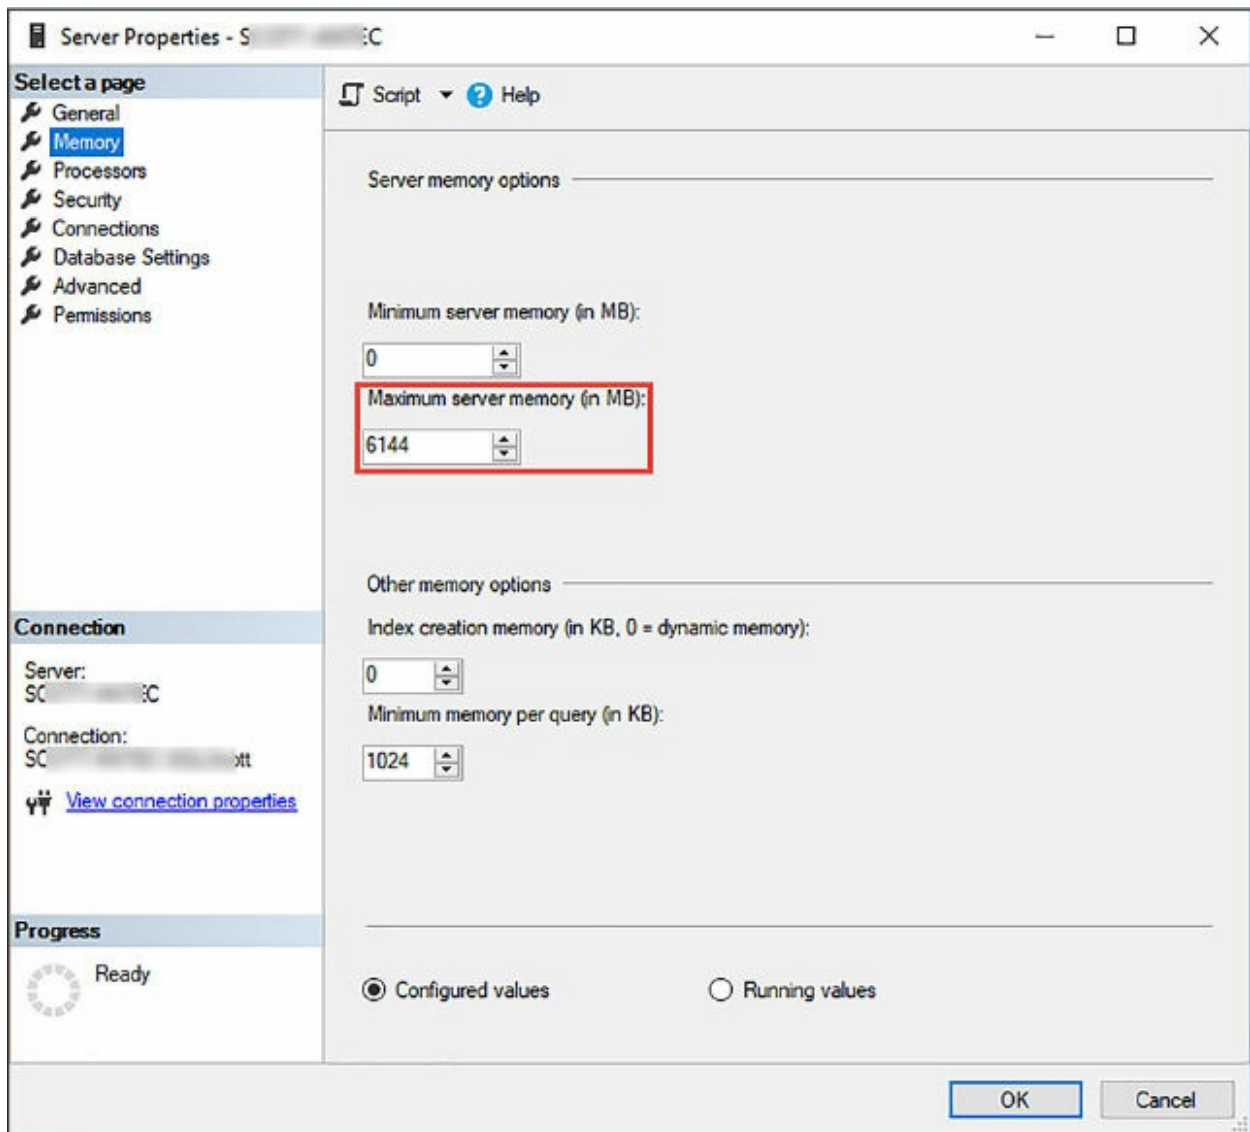 Server Properties - S EC
Select a page
General
Memory
Processors
Security
Connections
Database Settings
Advanced
Permissions
Script
Help
Server memory options
Minimum server memory (in MB):
0
Maximum server memory (in MB):
6144
Other memory options
Index creation memory (in KB, 0 = dynamic memory):
0
Minimum memory per query (in KB):
1024
Connection
Server:
Connection:
View connection properties
Progress
Ready
Configured values
Running values
OK
Cancel